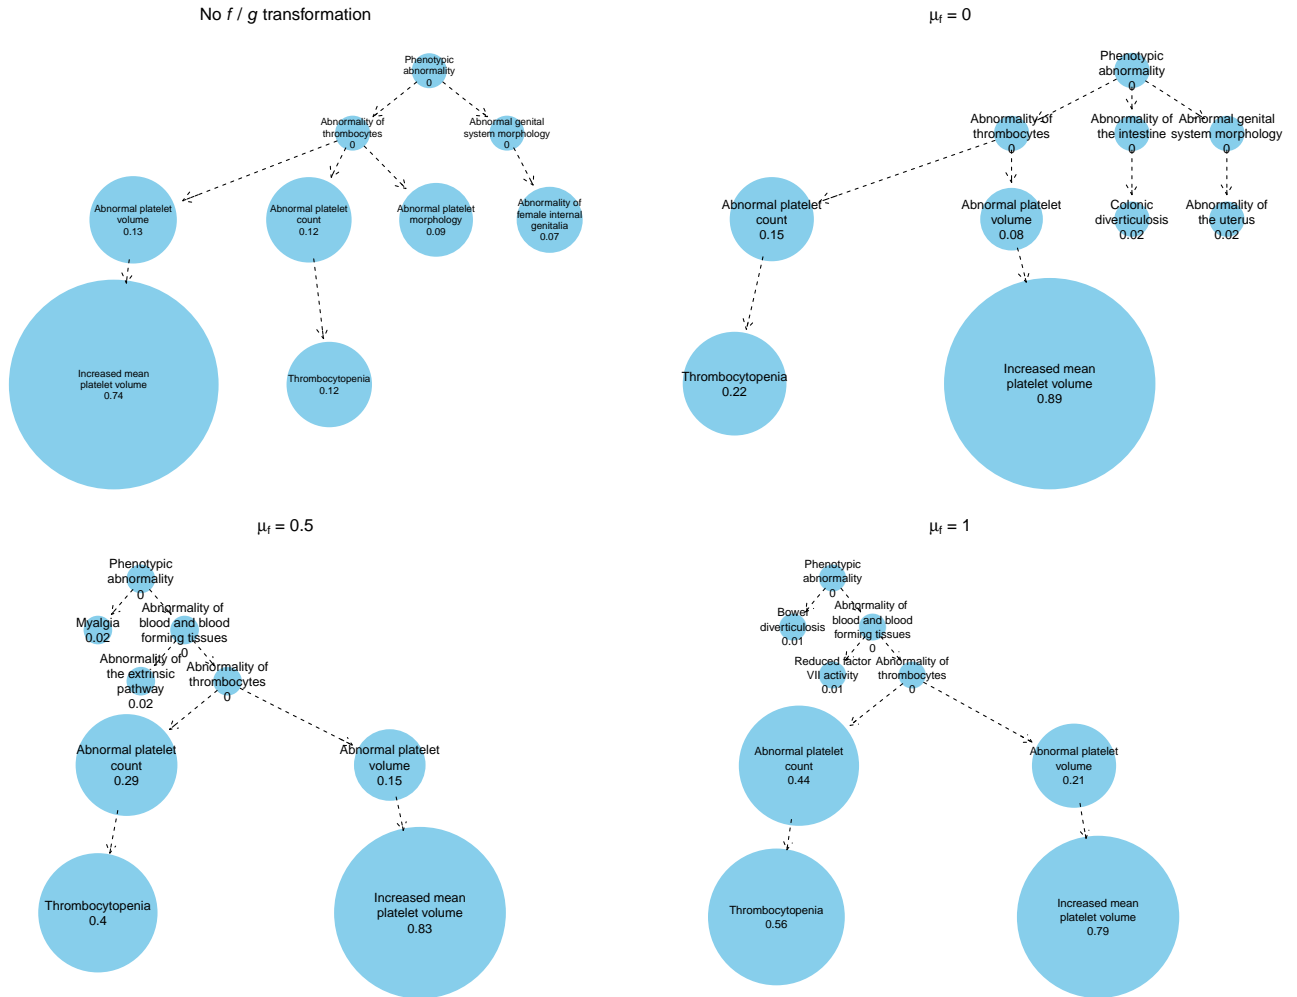 No f / g transformation
Phenotypic
abnormality
0
Abnormality of
thrombocytes
0
Abnormal genital
system morphology
0
Abnormal platelet
volume
0.13
Abnormal platelet
count
0.12
Abnormal platelet
morphology
0.09
Abnormality of
female internal
genitalia
0.07
Increased mean
platelet volume
0.74
Thrombocytopenia
0.12
μf = 0
Phenotypic
abnormality
0
Abnormality of
thrombocytes
0
Abnormality of
the intestine
0
Abnormal genital
system morphology
0
Abnormal platelet
count
0.15
Abnormal platelet
volume
0.08
Colonic
diverticulosis
0.02
Abnormality of
the uterus
0.02
Thrombocytopenia
0.22
Increased mean
platelet volume
0.89
μf = 0.5
Phenotypic
abnormality
0
Myalgia
0.02
Abnormality of
blood and blood
forming tissues
0
Abnormality of
the extrinsic
pathway
0.02
Abnormality of
thrombocytes
0
Abnormal platelet
count
0.29
Abnormal platelet
volume
0.15
Thrombocytopenia
0.4
Increased mean
platelet volume
0.83
μf = 1
Phenotypic
abnormality
0
Bowel
diverticulosis
0.01
Abnormality of
blood and blood
forming tissues
0
Reduced factor
VII activity
0.01
Abnormality of
thrombocytes
0
Abnormal platelet
count
0.44
Abnormal platelet
volume
0.21
Thrombocytopenia
0.56
Increased mean
platelet volume
0.79